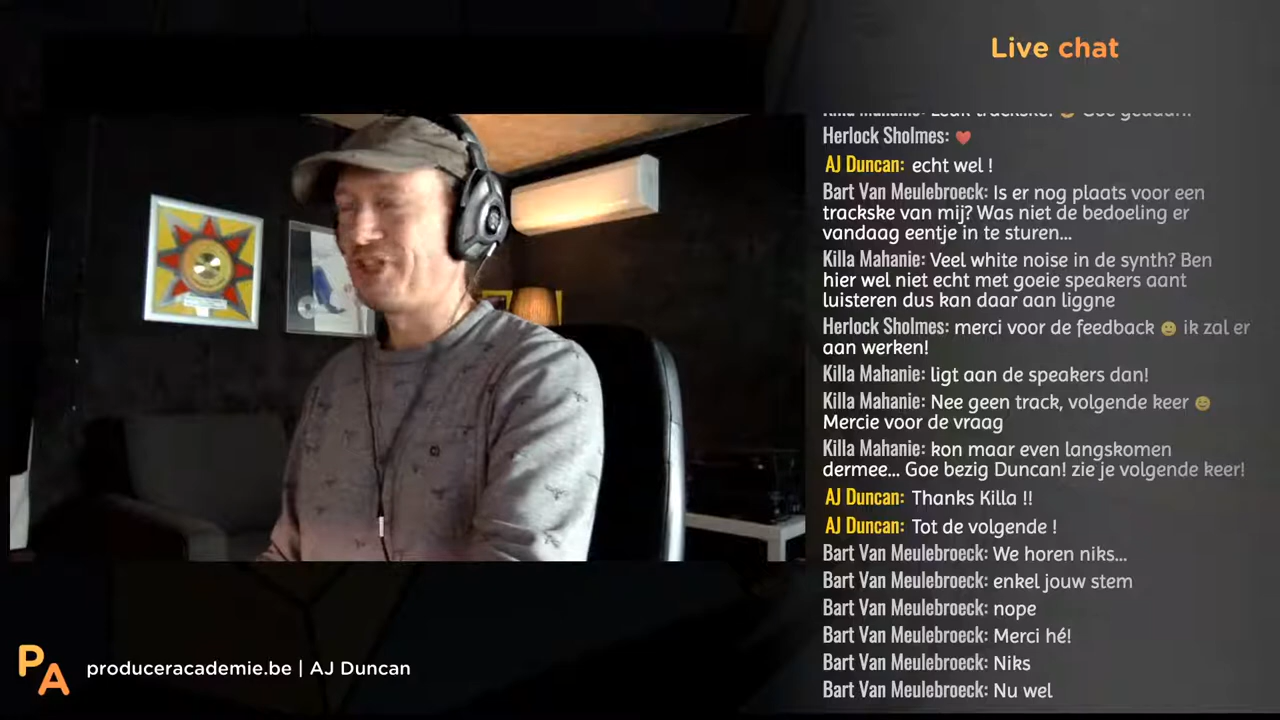 Live chat
Herlock Sholmes: ❤
AJ Duncan: echt wel !
Bart Van Meulebroeck: Is er nog plaats voor een
trackske van mij? Was niet de bedoeling er
vandaag eentje in te sturen...
Killa Mahanie: Veel white noise in de synth? Ben
hier wel niet echt met goeie speakers aant
luisteren dus kan daar aan liggne
Herlock Sholmes: merci voor de feedback 🙂 ik zal er
aan werken!
Killa Mahanie: ligt aan de speakers dan!
Killa Mahanie: Nee geen track, volgende keer 😊
Mercie voor de vraag
Killa Mahanie: kon maar even langskomen
dermee... Goe bezig Duncan! zie je volgende keer!
AJ Duncan: Thanks Killa !!
AJ Duncan: Tot de volgende !
Bart Van Meulebroeck: We horen niks...
Bart Van Meulebroeck: enkel jouw stem
Bart Van Meulebroeck: nope
Bart Van Meulebroeck: Merci hé!
Bart Van Meulebroeck: Niks
Bart Van Meulebroeck: Nu wel
PA
produceracademie.be | AJ Duncan